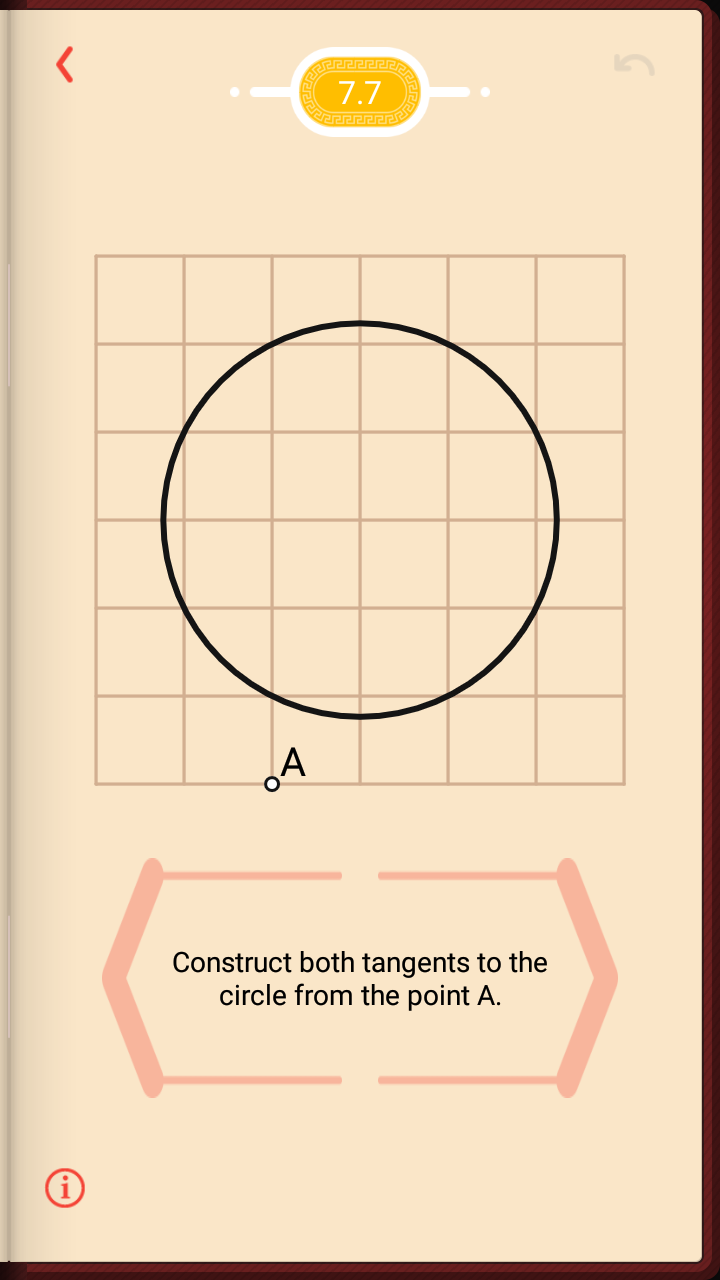 7.7
A
Construct both tangents to the
circle from the point A.
i